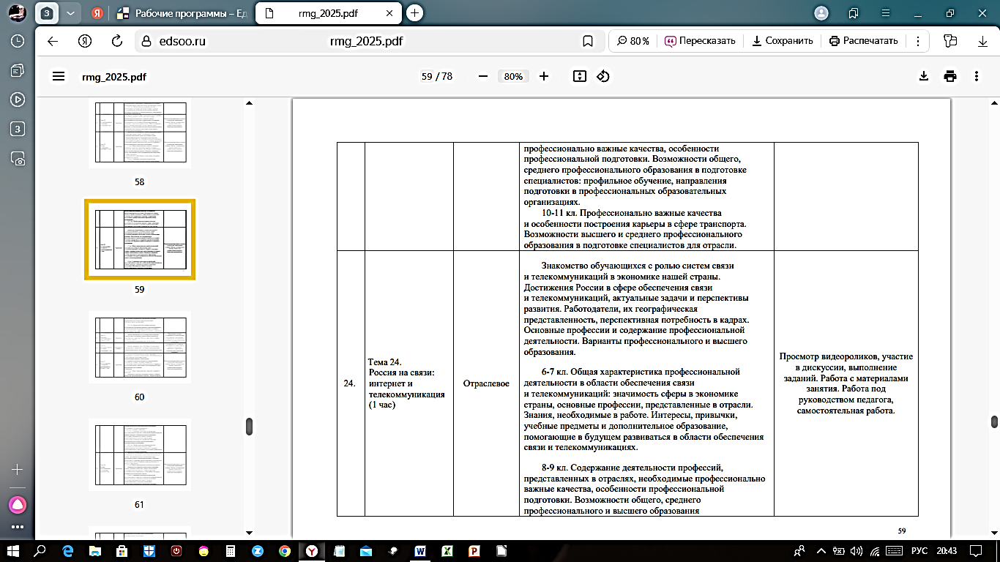 3
Рабочие программы – Ед
rmg_2025.pdf
edsoo.ru
rmg_2025.pdf
80%
Пересказать
Сохранить
Распечатать
rmg_2025.pdf
59 / 78
80%
3
58
59
60
61
профессионально важные качества, особенности
профессиональной подготовки. Возможности общего,
среднего профессионального образования в подготовке
специалистов: профильное обучение, направления
подготовки в профессиональных образовательных
организациях.
10-11 кл. Профессионально важные качества
и особенности построения карьеры в сфере транспорта.
Возможности высшего и среднего профессионального
образования в подготовке специалистов для отрасли.
24.
Тема 24.
Россия на связи:
интернет и
телекоммуникация
(1 час)
Отраслевое
Знакомство обучающихся с ролью систем связи
и телекоммуникаций в экономике нашей страны.
Достижения России в сфере обеспечения связи
и телекоммуникаций, актуальные задачи и перспективы
развития. Работодатели, их географическая
представленность, перспективная потребность в кадрах.
Основные профессии и содержание профессиональной
деятельности. Варианты профессионального и высшего
образования.
6-7 кл. Общая характеристика профессиональной
деятельности в области обеспечения связи
и телекоммуникаций: значимость сферы в экономике
страны, основные профессии, представленные в отрасли.
Знания, необходимые в работе. Интересы, привычки,
учебные предметы и дополнительное образование,
помогающие в будущем развиваться в области обеспечения
связи и телекоммуникациях.
8-9 кл. Содержание деятельности профессий,
представленных в отраслях, необходимые профессионально
важные качества, особенности профессиональной
подготовки. Возможности общего, среднего
профессионального и высшего образования
Просмотр видеороликов, участие
в дискуссии, выполнение
заданий. Работа с материалами
занятия. Работа под
руководством педагога,
самостоятельная работа.
59
РУС
20:43